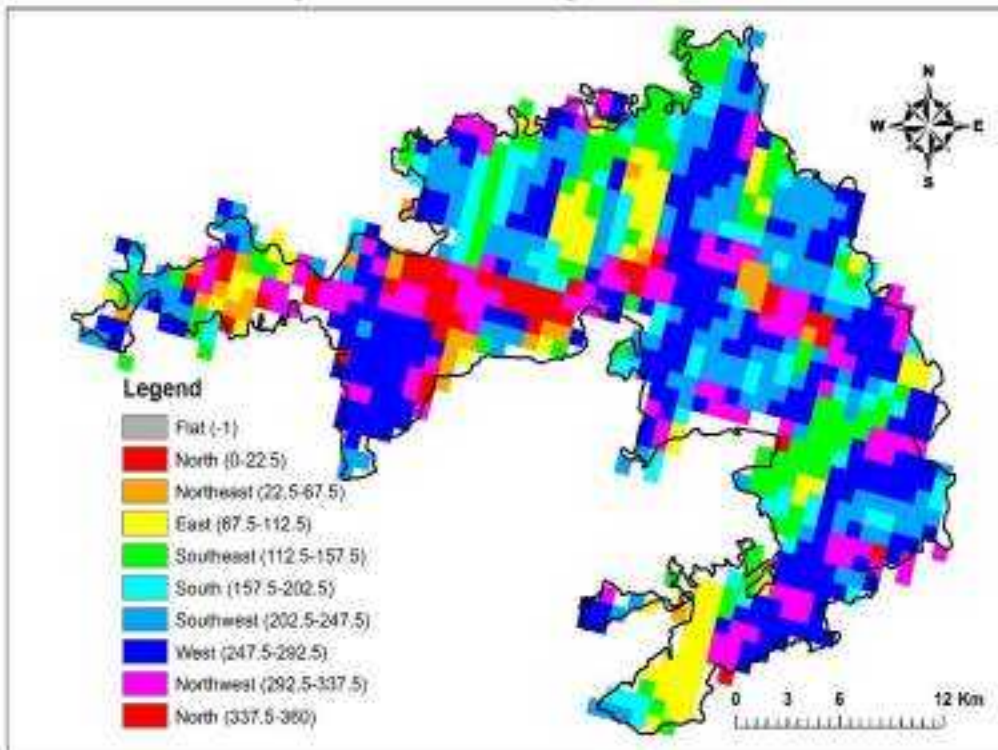 N
W E
S
Legend
Flat (-1)
North (0-22.5)
Northeast (22.5-67.5)
East (67.5-112.5)
Southeast (112.5-157.5)
South (157.5-202.5)
Southwest (202.5-247.5)
West (247.5-292.5)
Northwest (292.5-337.5)
North (337.5-360)
0 3 6 12 Km